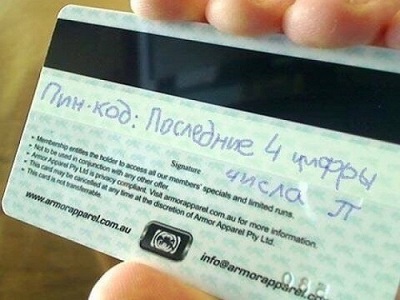 Пин-код: Последние 4 цифры
числа π
Signature
• Membership entitles the holder to access all our members' specials and limited runs.
• Not to be used in conjunction with any other offer.
• Armor Apparel Pty Ltd is privacy compliant. Visit armorapparel.com.au for more information.
• This card may be cancelled at any time at the discretion of Armor Apparel Pty Ltd.
• This card is not transferable.
www.armorapparel.com.au
info@armorapparel.co